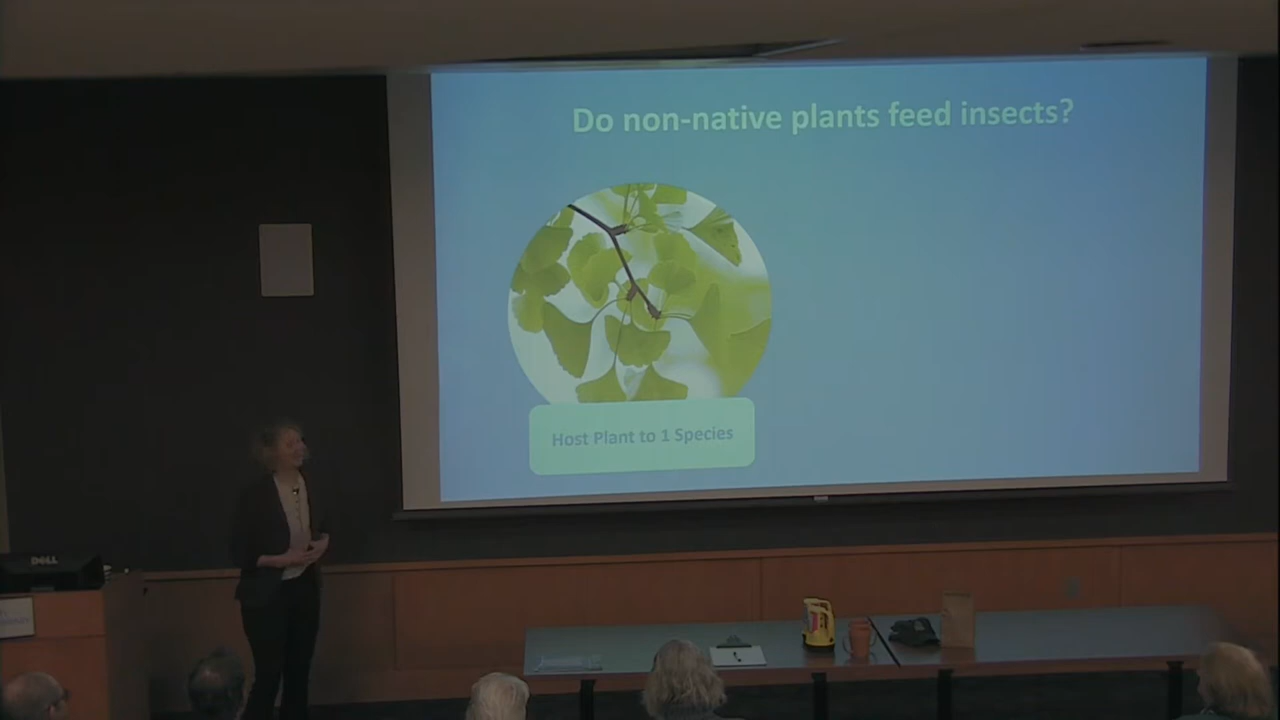 Do non-native plants feed insects?
Host Plant to 1 Species
DELL